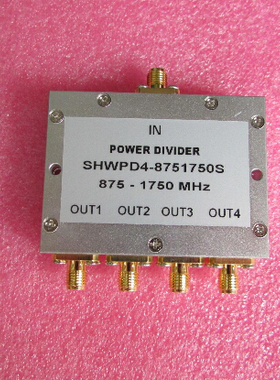 IN
POWER DIVIDER
SHWPD4-8751750S
875 - 1750 MHz
OUT1 OUT2 OUT3 OUT4